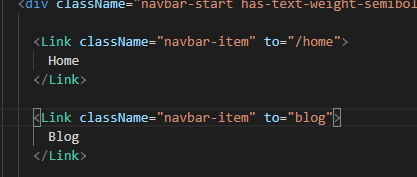 <div className="navbar-start has-text-weight-semibol
<Link className="navbar-item" to="/home">
Home
</Link>
<Link className="navbar-item" to="blog">
Blog
</Link>